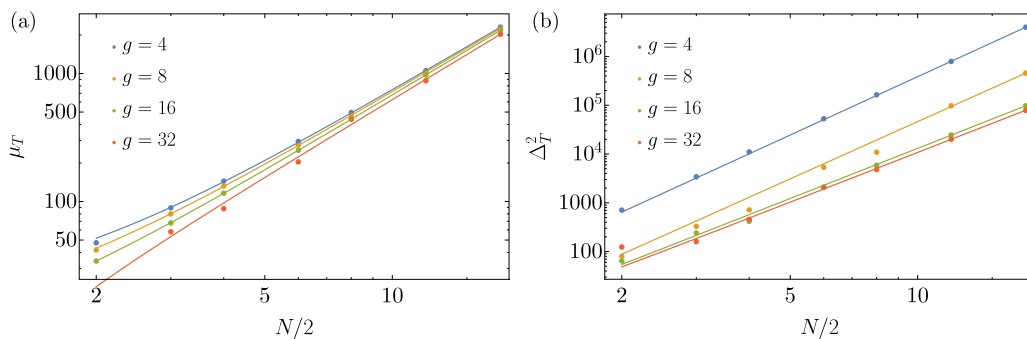 (a)
g = 4
g = 8
g = 16
g = 32
1000
500
100
50
μ_T
2
5
10
N/2
(b)
g = 4
g = 8
g = 16
g = 32
10^6
10^5
10^4
1000
100
Δ_T^2
2
5
10
N/2